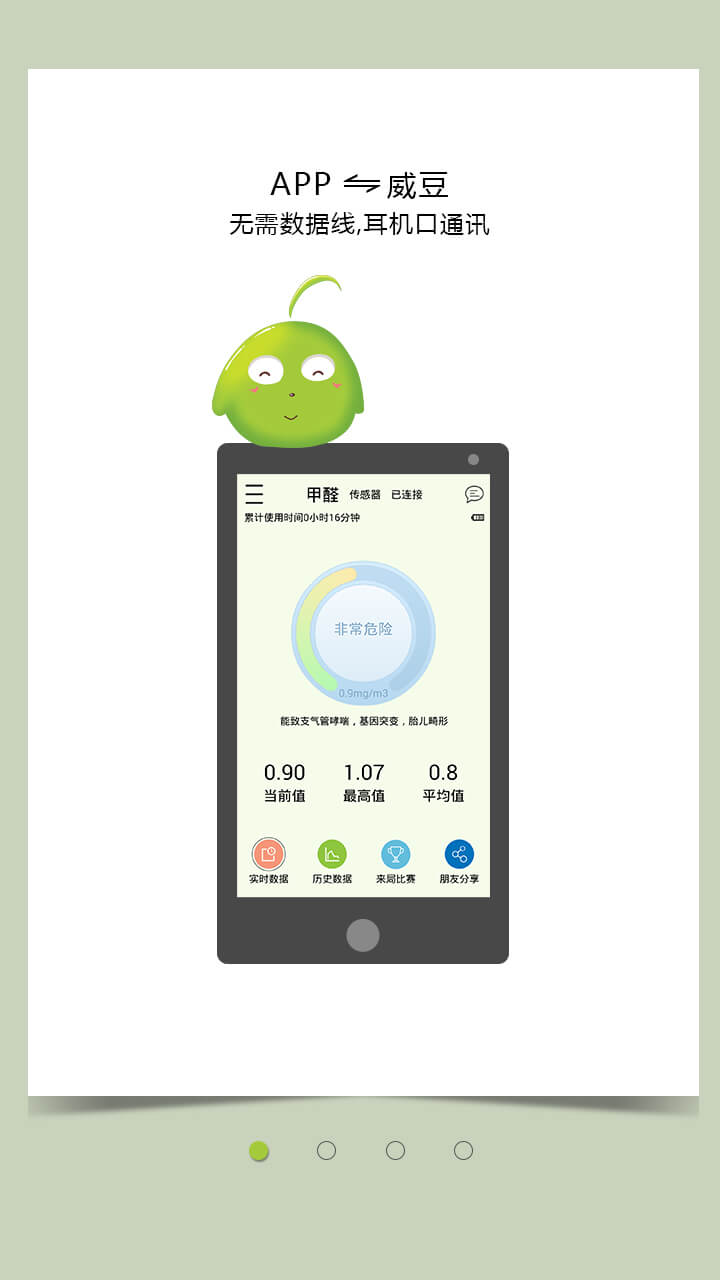 APP ⇌ 威豆
无需数据线,耳机口通讯
甲醛 传感器 已连接
累计使用时间0小时16分钟
非常危险
0.9mg/m3
能致支气管哮喘，基因突变，胎儿畸形
0.90 1.07 0.8
当前值 最高值 平均值
实时数据 历史数据 来局比赛 朋友分享